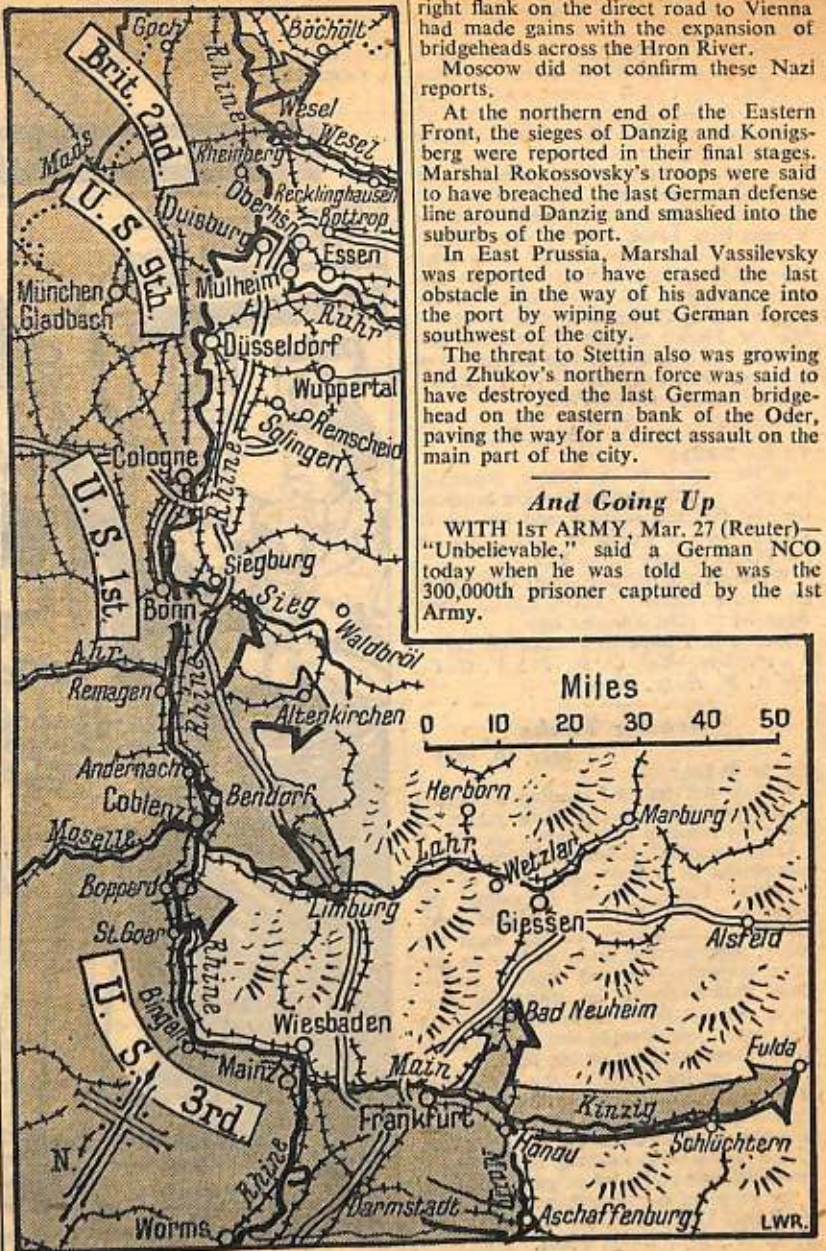 right flank on the direct road to Vienna
had made gains with the expansion of
bridgeheads across the Hron River.
Moscow did not confirm these Nazi
reports.
At the northern end of the Eastern
Front, the sieges of Danzig and Konigs-
berg were reported in their final stages.
Marshal Rokossovsky's troops were said
to have breached the last German defense
line around Danzig and smashed into the
suburbs of the port.
In East Prussia, Marshal Vassilevsky
was reported to have erased the last
obstacle in the way of his advance into
the port by wiping out German forces
southwest of the city.
The threat to Stettin also was growing
and Zhukov's northern force was said to
have destroyed the last German bridge-
head on the eastern bank of the Oder,
paving the way for a direct assault on the
main part of the city.
And Going Up
WITH 1ST ARMY, Mar. 27 (Reuter)—
"Unbelievable," said a German NCO
today when he was told he was the
300,000th prisoner captured by the 1st
Army.
Goch
Bocholt
Brit. 2nd.
Rhine
Wesel
Wesel
Maas
Rheinberg
Recklinghausen
U. S. 9th.
Oberhsn
Bottrop
Duisburg
Essen
München
Gladbach
Mulheim
Ruhr
Düsseldorf
Wuppertal
Remscheid
Solingen
Cologne
Rhine
U. S. 1st.
Siegburg
Bonn
Sieg
Waldbröl
Ahr
Remagen
Rhine
Altenkirchen
Miles
0 10 20 30 40 50
Andernach
Coblenz
Bendorf
Herborn
Marburg
Moselle
Lahn
Wetzlar
Boppard
Limburg
Giessen
Alsfeld
St. Goar
Rhine
U. S. 3rd.
Bingen
Wiesbaden
Bad Neuheim
Mainz
Main
Fulda
Frankfurt
Kinzig
N.
Hanau
Schlüchtern
Rhine
Main
Darmstadt
Worms
Aschaffenburg
LWR.